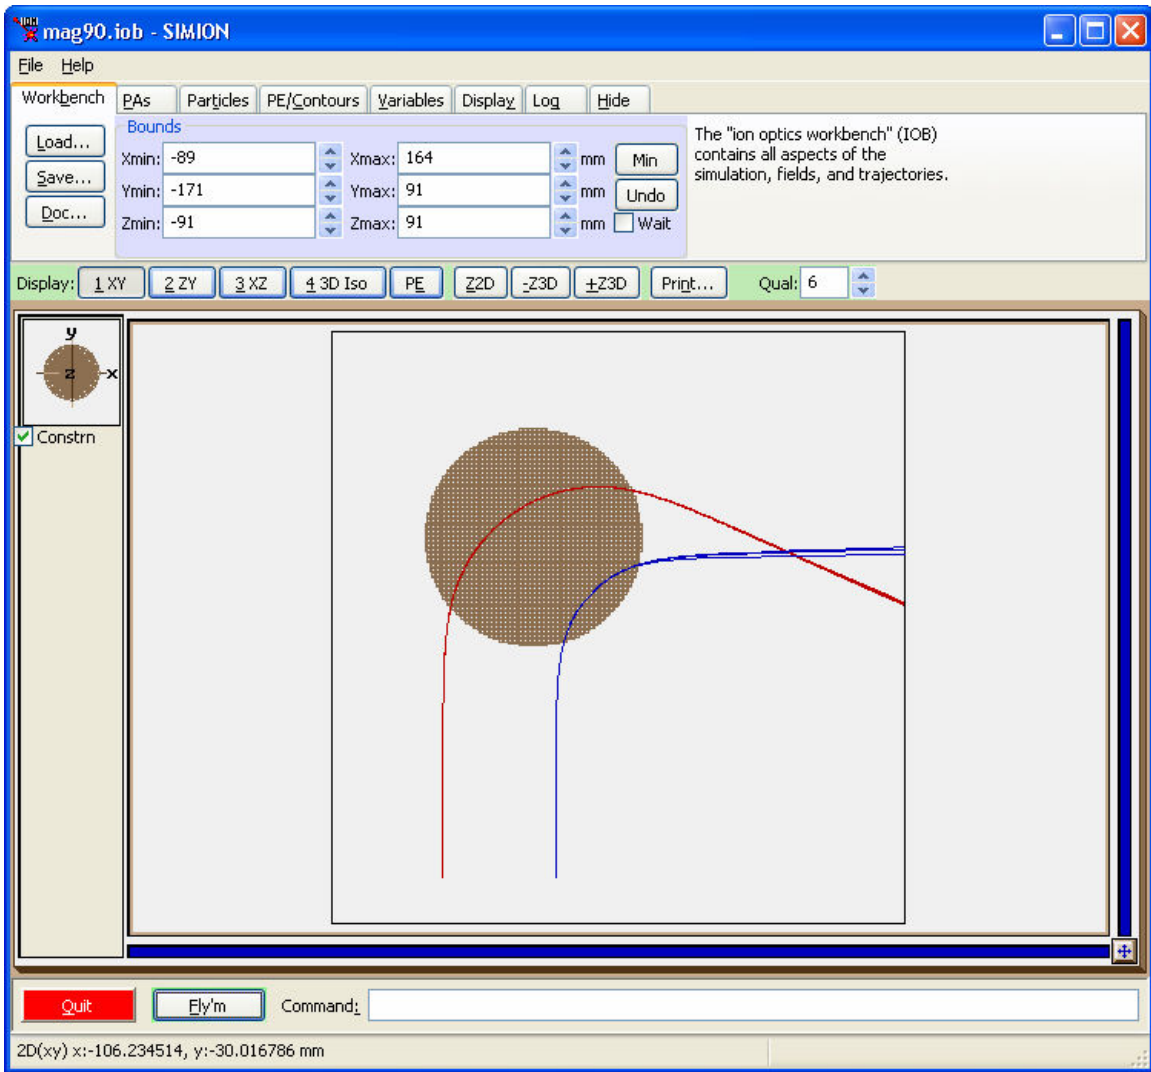 mag90.iob - SIMION
File Help
Workbench PAs Particles PE/Contours Variables Display Log Hide
Load...
Save...
Doc...
Bounds
Xmin: -89 Xmax: 164 mm Min
Ymin: -171 Ymax: 91 mm Undo
Zmin: -91 Zmax: 91 mm Wait
The "ion optics workbench" (IOB)
contains all aspects of the
simulation, fields, and trajectories.
Display: 1 XY 2 ZY 3 XZ 4 3D Iso PE Z2D -Z3D +Z3D Print... Qual: 6
y
z x
Constrn
Quit Fly'm Command:
2D(xy) x:-106.234514, y:-30.016786 mm